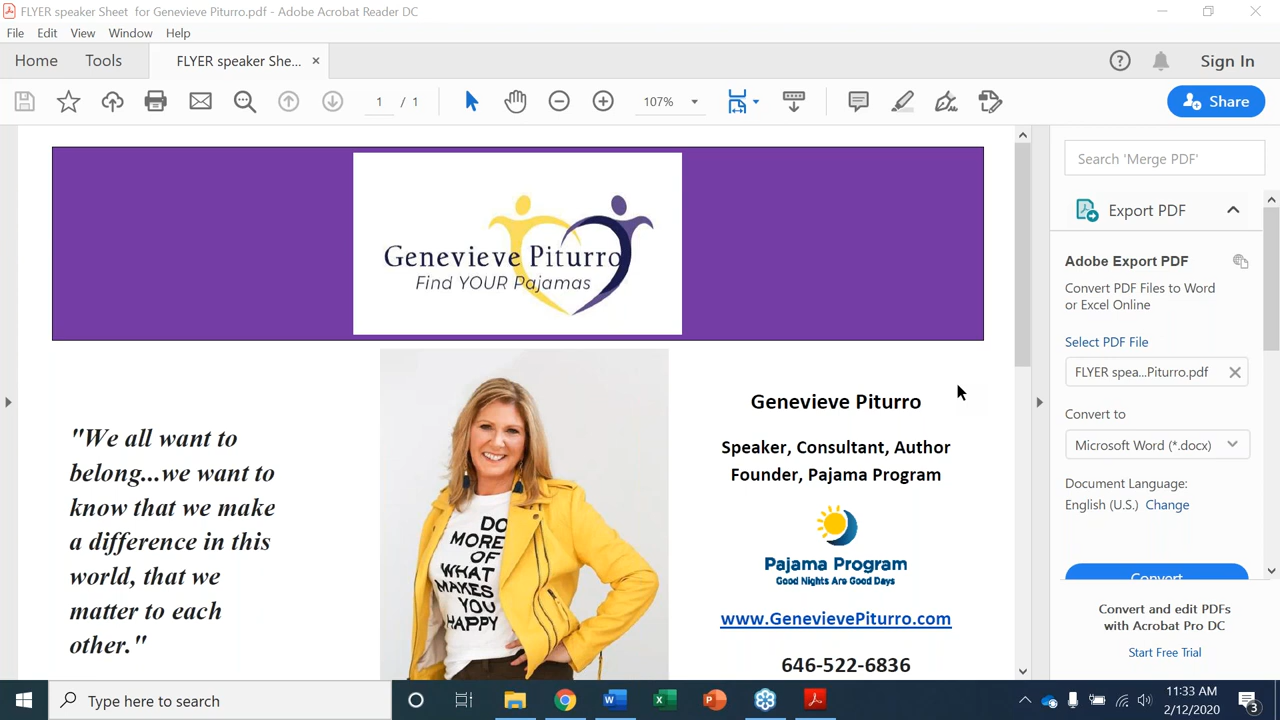 FLYER speaker Sheet  for Genevieve Piturro.pdf - Adobe Acrobat Reader DC
File Edit View Window Help
Home Tools FLYER speaker She... × Sign In
1 / 1 107% Share
Search 'Merge PDF'
Export PDF
Adobe Export PDF
Convert PDF Files to Word
or Excel Online
Select PDF File
FLYER spea...Piturro.pdf
Convert to
Microsoft Word (*.docx)
Document Language:
English (U.S.) Change
Convert
Convert and edit PDFs
with Acrobat Pro DC
Start Free Trial
Genevieve Piturro
Find YOUR Pajamas
"We all want to
belong...we want to
know that we make
a difference in this
world, that we
matter to each
other."
DO
MORE
OF
WHAT
MAKES
YOU
HAPPY
Genevieve Piturro
Speaker, Consultant, Author
Founder, Pajama Program
Pajama Program
Good Nights Are Good Days
www.GenevievePiturro.com
646-522-6836
Type here to search
11:33 AM
2/12/2020
3